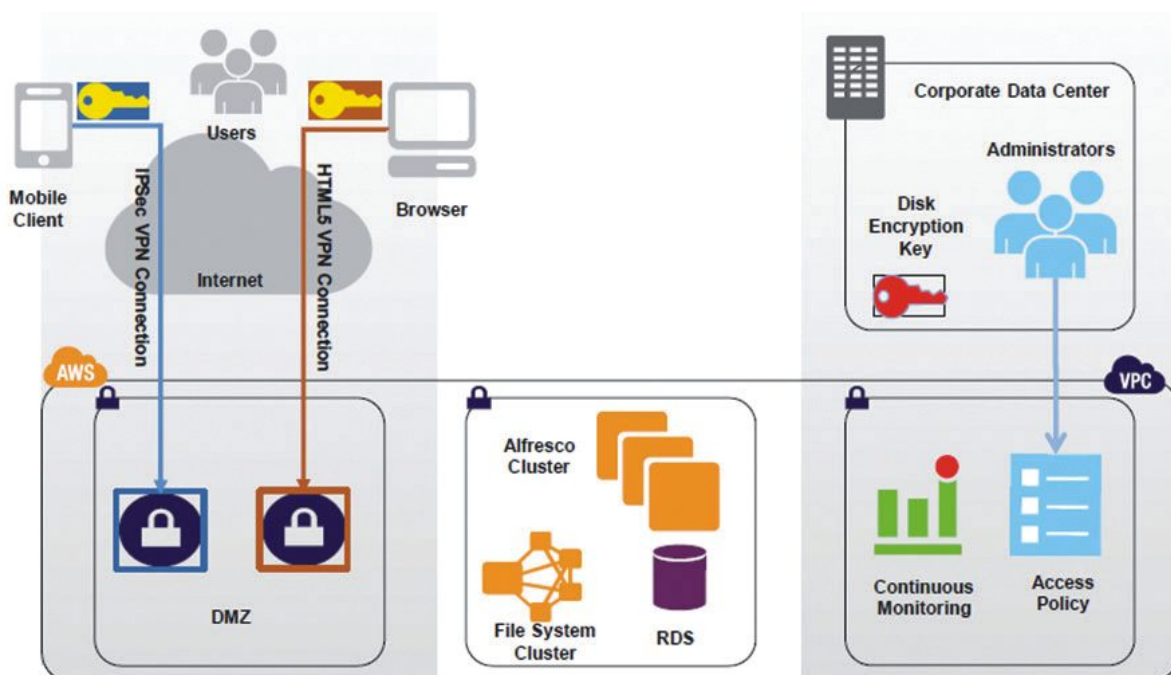 Users
Mobile
Client
IPSec VPN Connection
HTML5 VPN Connection
Browser
Internet
Corporate Data Center
Administrators
Disk
Encryption
Key
AWS
VPC
DMZ
Alfresco
Cluster
File System
Cluster
RDS
Continuous
Monitoring
Access
Policy